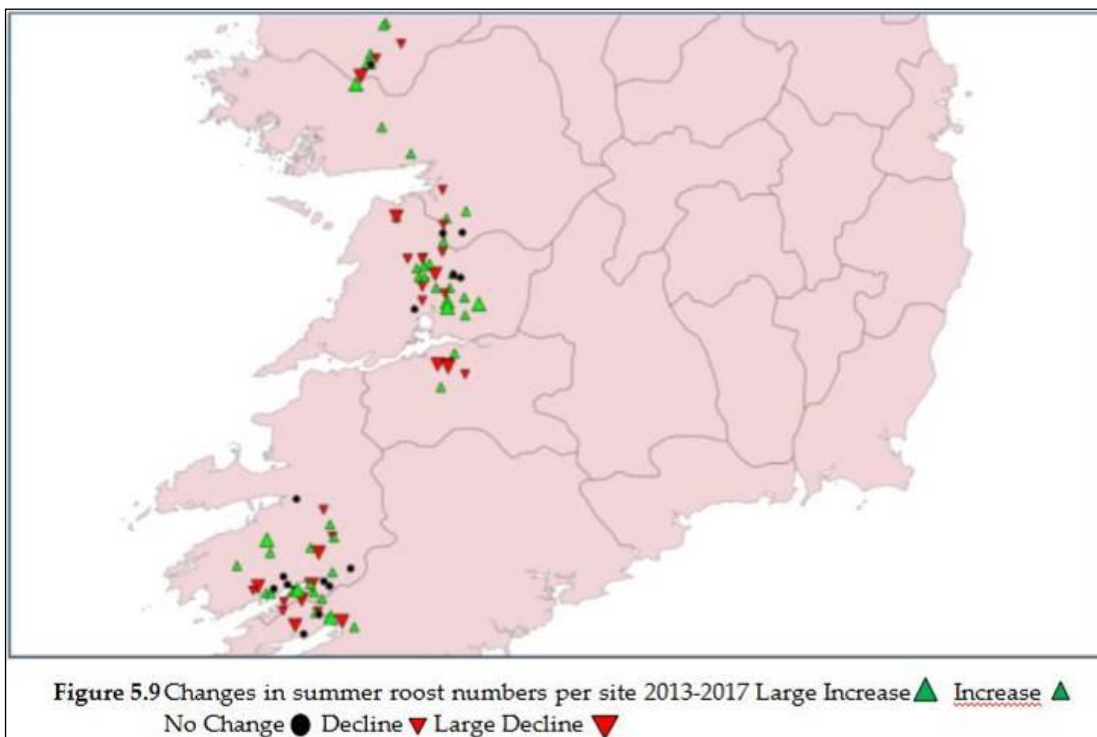 Figure 5.9 Changes in summer roost numbers per site 2013-2017 Large Increase Increase
No Change Decline Large Decline